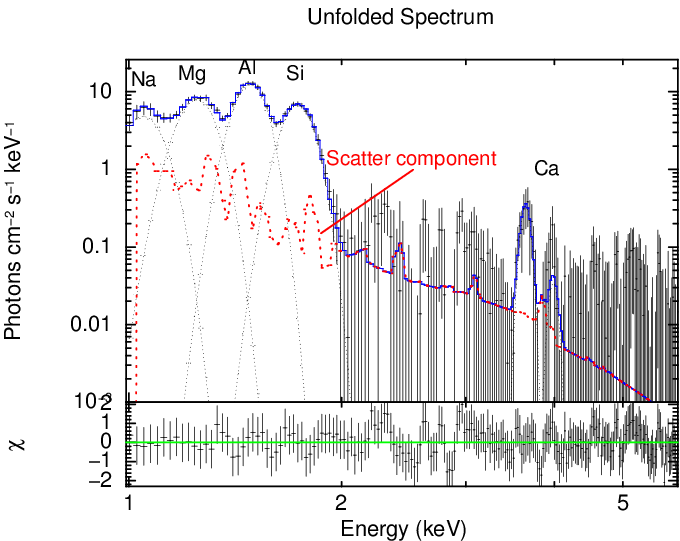 Unfolded Spectrum
Na Mg Al Si
Scatter component
Ca
Photons cm⁻² s⁻¹ keV⁻¹
10
1
0.1
0.01
10⁻³
χ
2
1
0
−1
−2
1 2 5
Energy (keV)